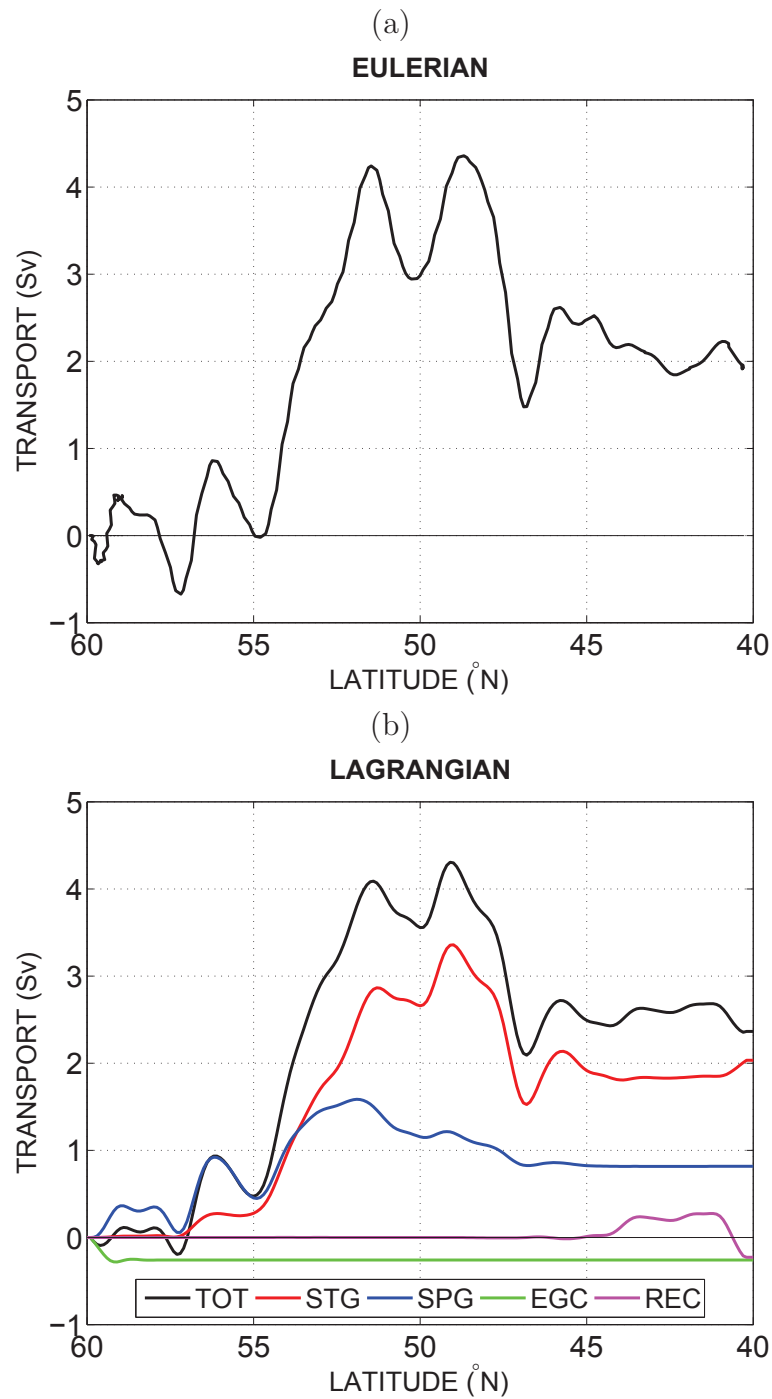 (a)
EULERIAN
TRANSPORT (Sv)
5
4
3
2
1
0
−1
60 55 50 45 40
LATITUDE (°N)
(b)
LAGRANGIAN
TRANSPORT (Sv)
5
4
3
2
1
0
−1
TOT STG SPG EGC REC
60 55 50 45 40
LATITUDE (°N)